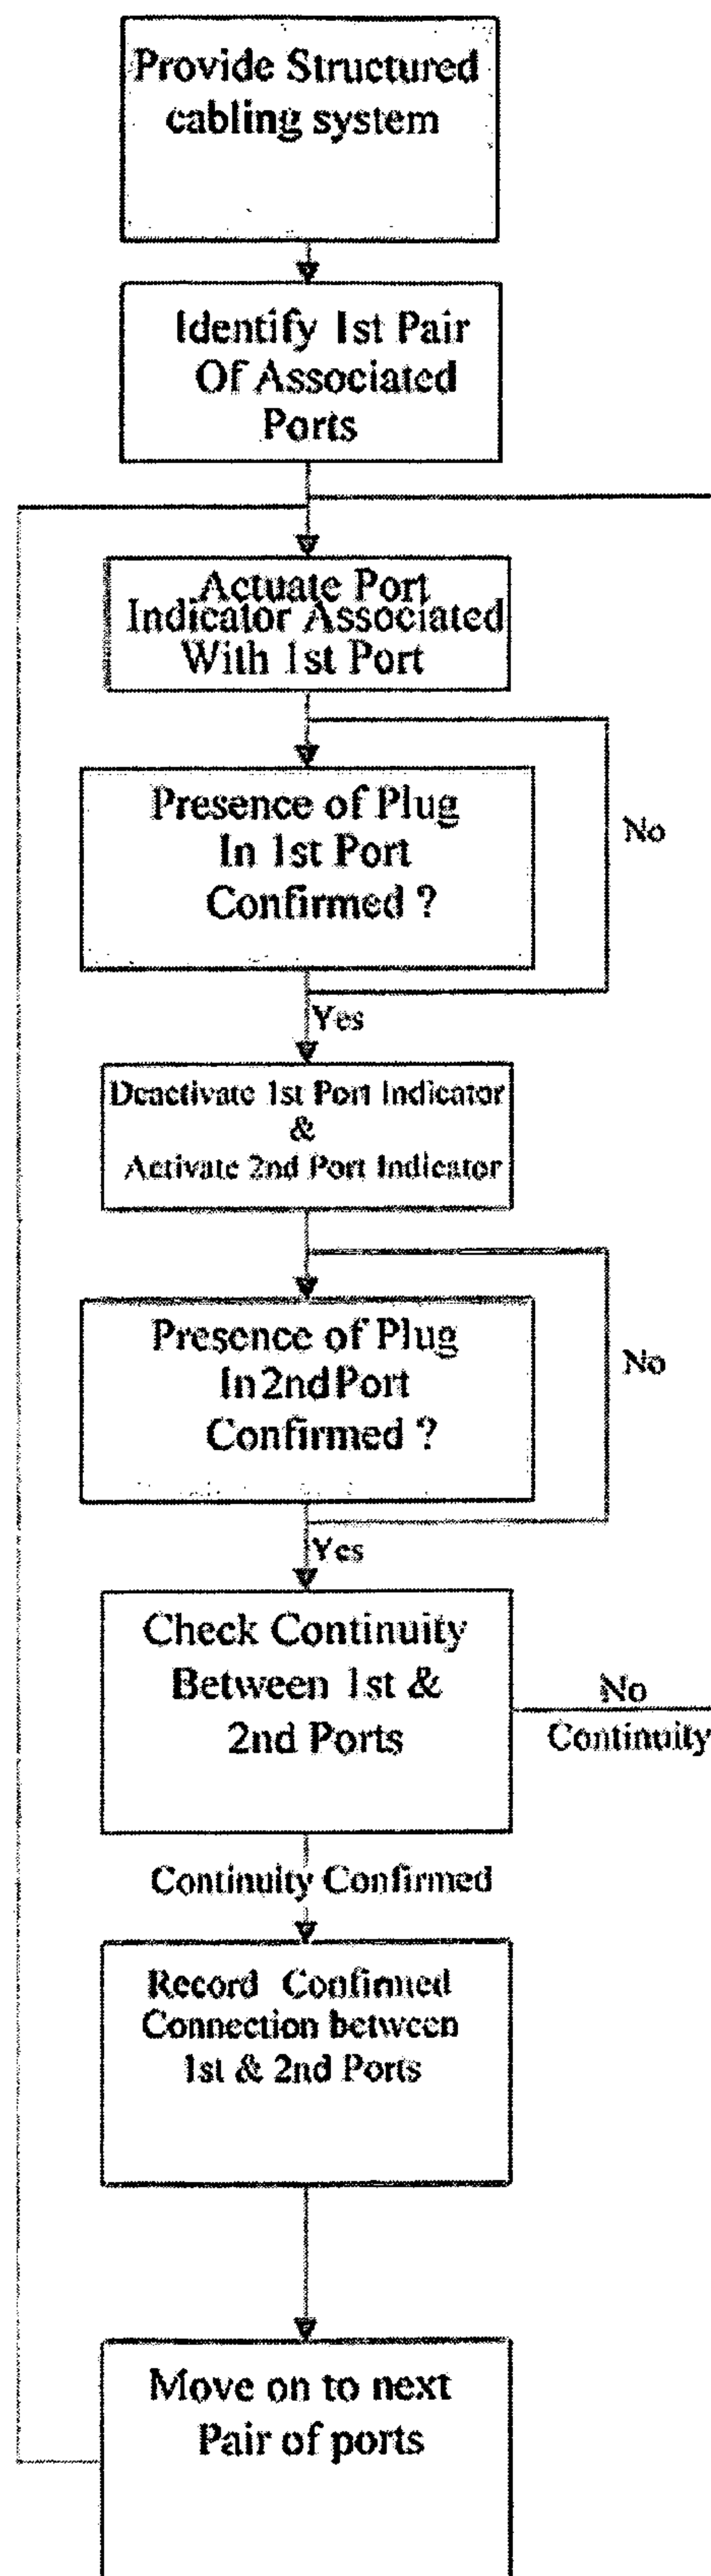 Provide Structured
cabling system
Identify 1st Pair
Of Associated
Ports
Actuate Port
Indicator Associated
With 1st Port
Presence of Plug
In 1st Port
Confirmed ?
No
Yes
Deactivate 1st Port Indicator
&
Activate 2nd Port Indicator
Presence of Plug
In 2nd Port
Confirmed ?
No
Yes
Check Continuity
Between 1st &
2nd Ports
No
Continuity
Continuity Confirmed
Record Confirmed
Connection between
1st & 2nd Ports
Move on to next
Pair of ports